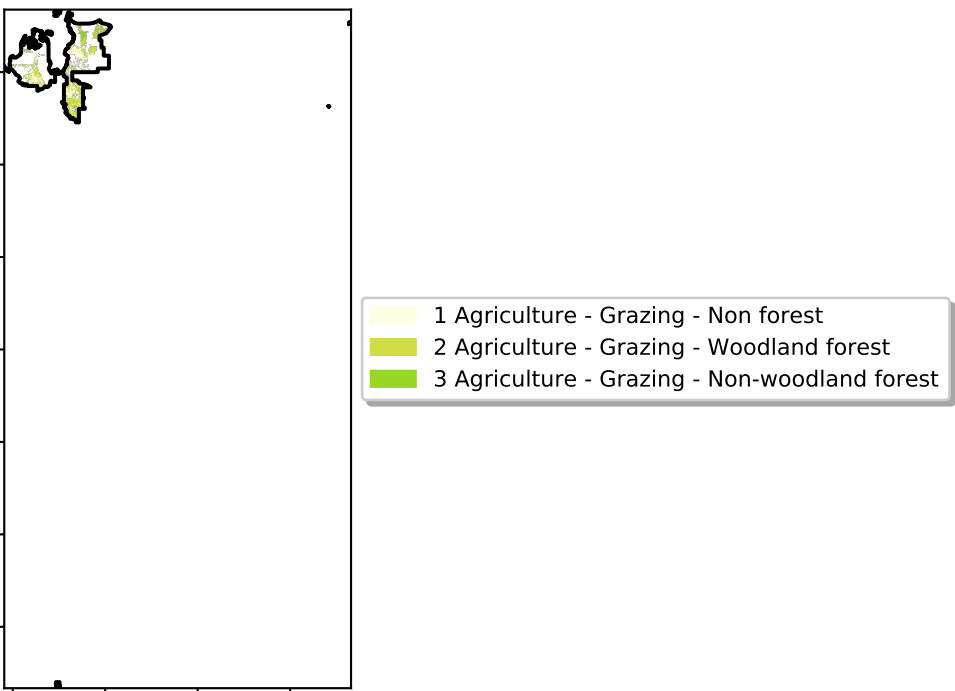 1 Agriculture - Grazing - Non forest
2 Agriculture - Grazing - Woodland forest
3 Agriculture - Grazing - Non-woodland forest